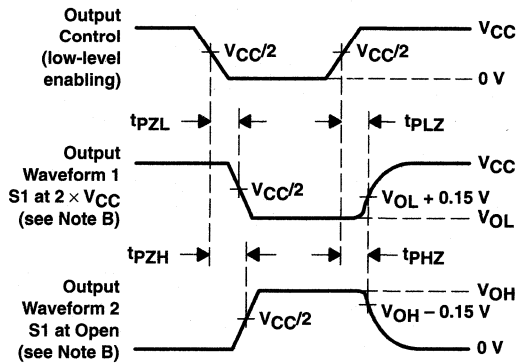 Output
Control
(low-level
enabling)
VCC/2
VCC/2
VCC
0 V
tPZL
tPLZ
Output
Waveform 1
S1 at 2 × VCC
(see Note B)
VCC/2
VCC
VOL + 0.15 V
VOL
tPZH
tPHZ
Output
Waveform 2
S1 at Open
(see Note B)
VCC/2
VOH
VOH − 0.15 V
0 V